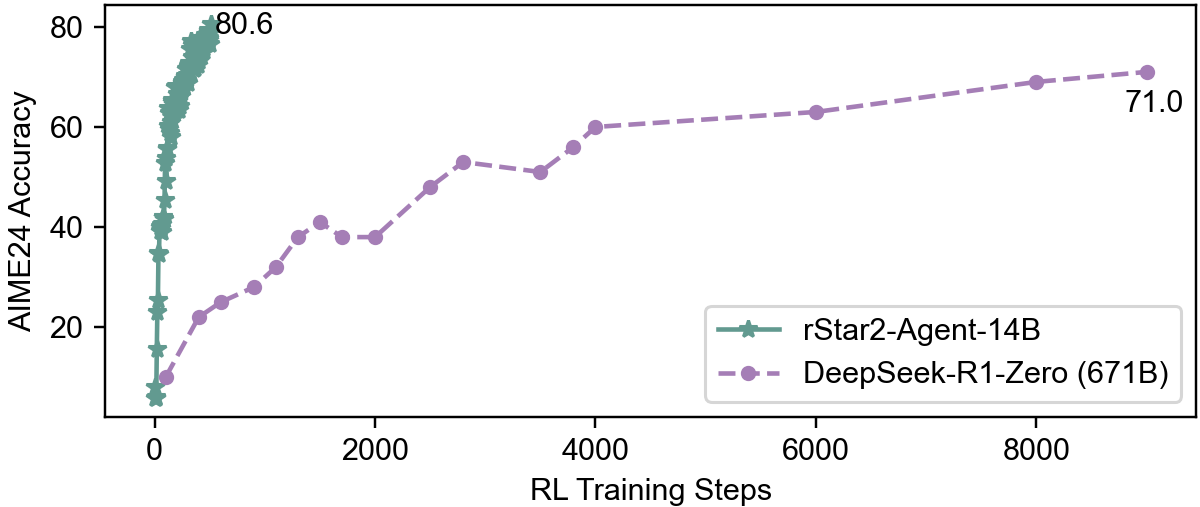 80.6
71.0
80
60
40
20
AIME24 Accuracy
0
2000
4000
6000
8000
RL Training Steps
rStar2-Agent-14B
DeepSeek-R1-Zero (671B)